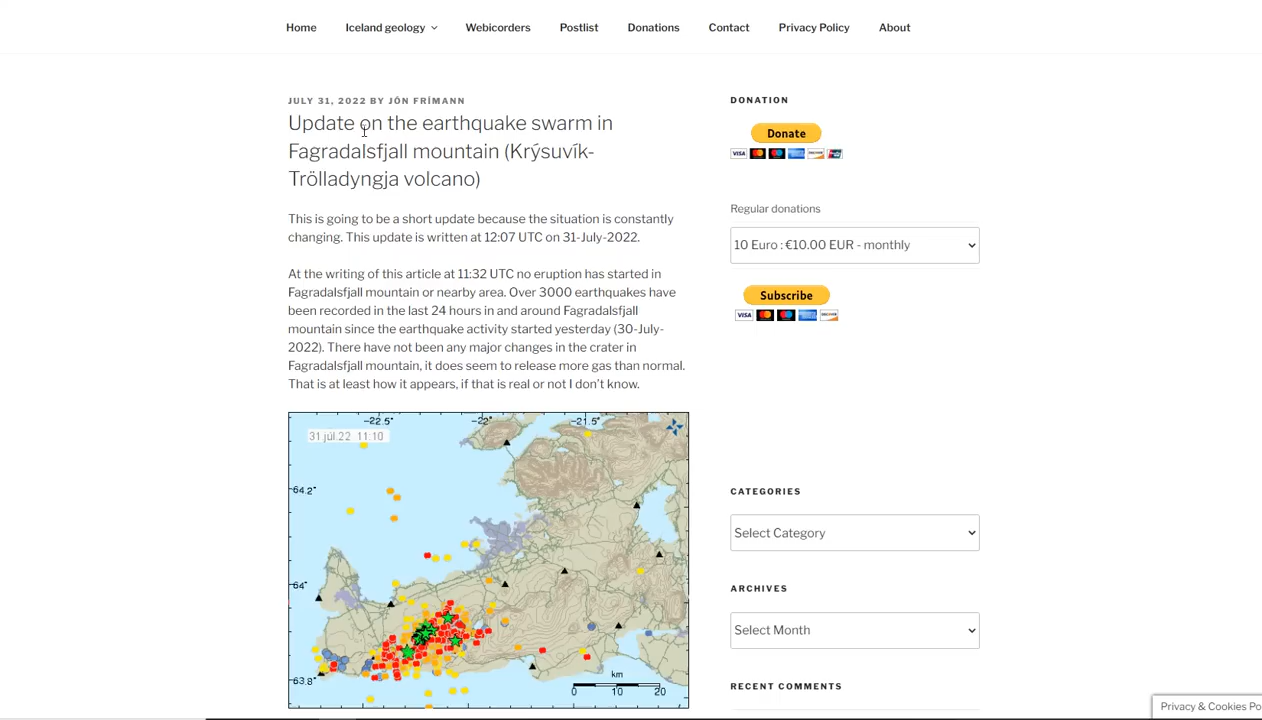 Home Iceland geology Webicorders Postlist Donations Contact Privacy Policy About
JULY 31, 2022 BY JÓN FRÍMANN
Update on the earthquake swarm in
Fagradalsfjall mountain (Krýsuvík-
Trölladyngja volcano)
This is going to be a short update because the situation is constantly
changing. This update is written at 12:07 UTC on 31-July-2022.
At the writing of this article at 11:32 UTC no eruption has started in
Fagradalsfjall mountain or nearby area. Over 3000 earthquakes have
been recorded in the last 24 hours in and around Fagradalsfjall
mountain since the earthquake activity started yesterday (30-July-
2022). There have not been any major changes in the crater in
Fagradalsfjall mountain, it does seem to release more gas than normal.
That is at least how it appears, if that is real or not I don't know.
-22.5° -22° -21.5°
31 júl.22 11:10
64.2°
64°
63.8°
km
0 10 20
DONATION
Donate
VISA
Regular donations
10 Euro : €10.00 EUR - monthly
Subscribe
VISA
CATEGORIES
Select Category
ARCHIVES
Select Month
RECENT COMMENTS
Privacy & Cookies Po